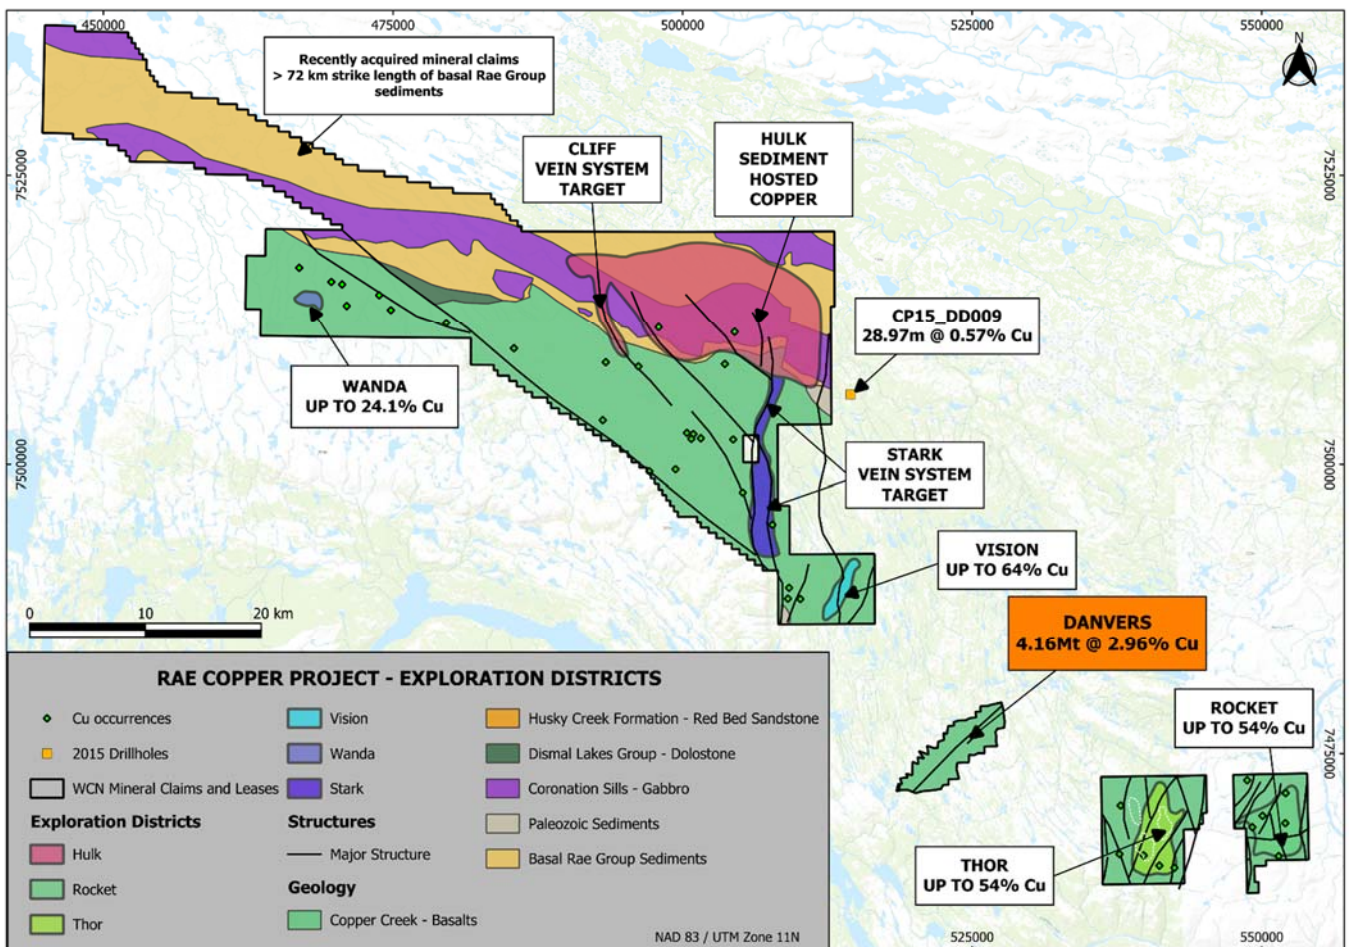 450000
475000
500000
525000
550000
N
Recently acquired mineral claims
> 72 km strike length of basal Rae Group
sediments
CLIFF
VEIN SYSTEM
TARGET
HULK
SEDIMENT
HOSTED
COPPER
7525000
7525000
CP15_DD009
28.97m @ 0.57% Cu
WANDA
UP TO 24.1% Cu
7500000
7500000
STARK
VEIN SYSTEM
TARGET
VISION
UP TO 64% Cu
0 10 20 km
DANVERS
4.16Mt @ 2.96% Cu
ROCKET
UP TO 54% Cu
7475000
THOR
UP TO 54% Cu
RAE COPPER PROJECT - EXPLORATION DISTRICTS
Cu occurrences
2015 Drillholes
WCN Mineral Claims and Leases
Exploration Districts
Hulk
Rocket
Thor
Vision
Wanda
Stark
Structures
Major Structure
Geology
Copper Creek - Basalts
Husky Creek Formation - Red Bed Sandstone
Dismal Lakes Group - Dolostone
Coronation Sills - Gabbro
Paleozoic Sediments
Basal Rae Group Sediments
NAD 83 / UTM Zone 11N
525000
550000